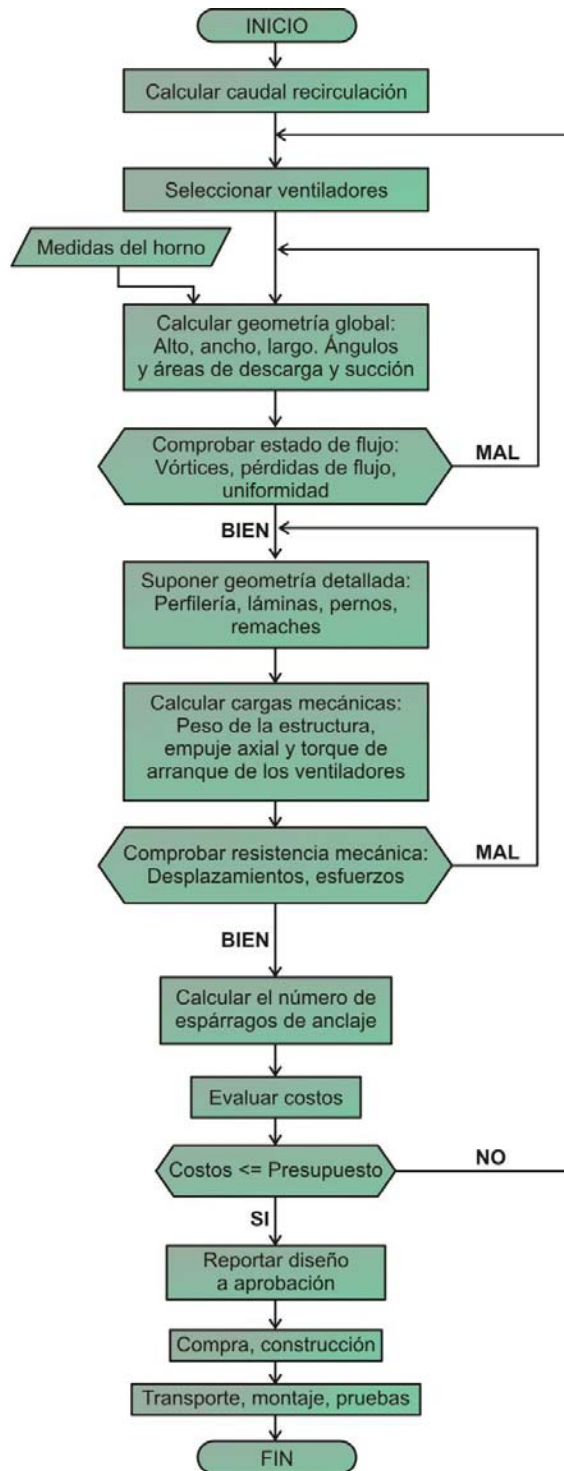 INICIO
Calcular caudal recirculación
Seleccionar ventiladores
Medidas del horno
Calcular geometría global:
Alto, ancho, largo. Ángulos
y áreas de descarga y succión
Comprobar estado de flujo:
Vórtices, pérdidas de flujo,
uniformidad
MAL
BIEN
Suponer geometría detallada:
Perfilería, láminas, pernos,
remaches
Calcular cargas mecánicas:
Peso de la estructura,
empuje axial y torque de
arranque de los ventiladores
Comprobar resistencia mecánica:
Desplazamientos, esfuerzos
MAL
BIEN
Calcular el número de
espárragos de anclaje
Evaluar costos
Costos <= Presupuesto
NO
SI
Reportar diseño
a aprobación
Compra, construcción
Transporte, montaje, pruebas
FIN